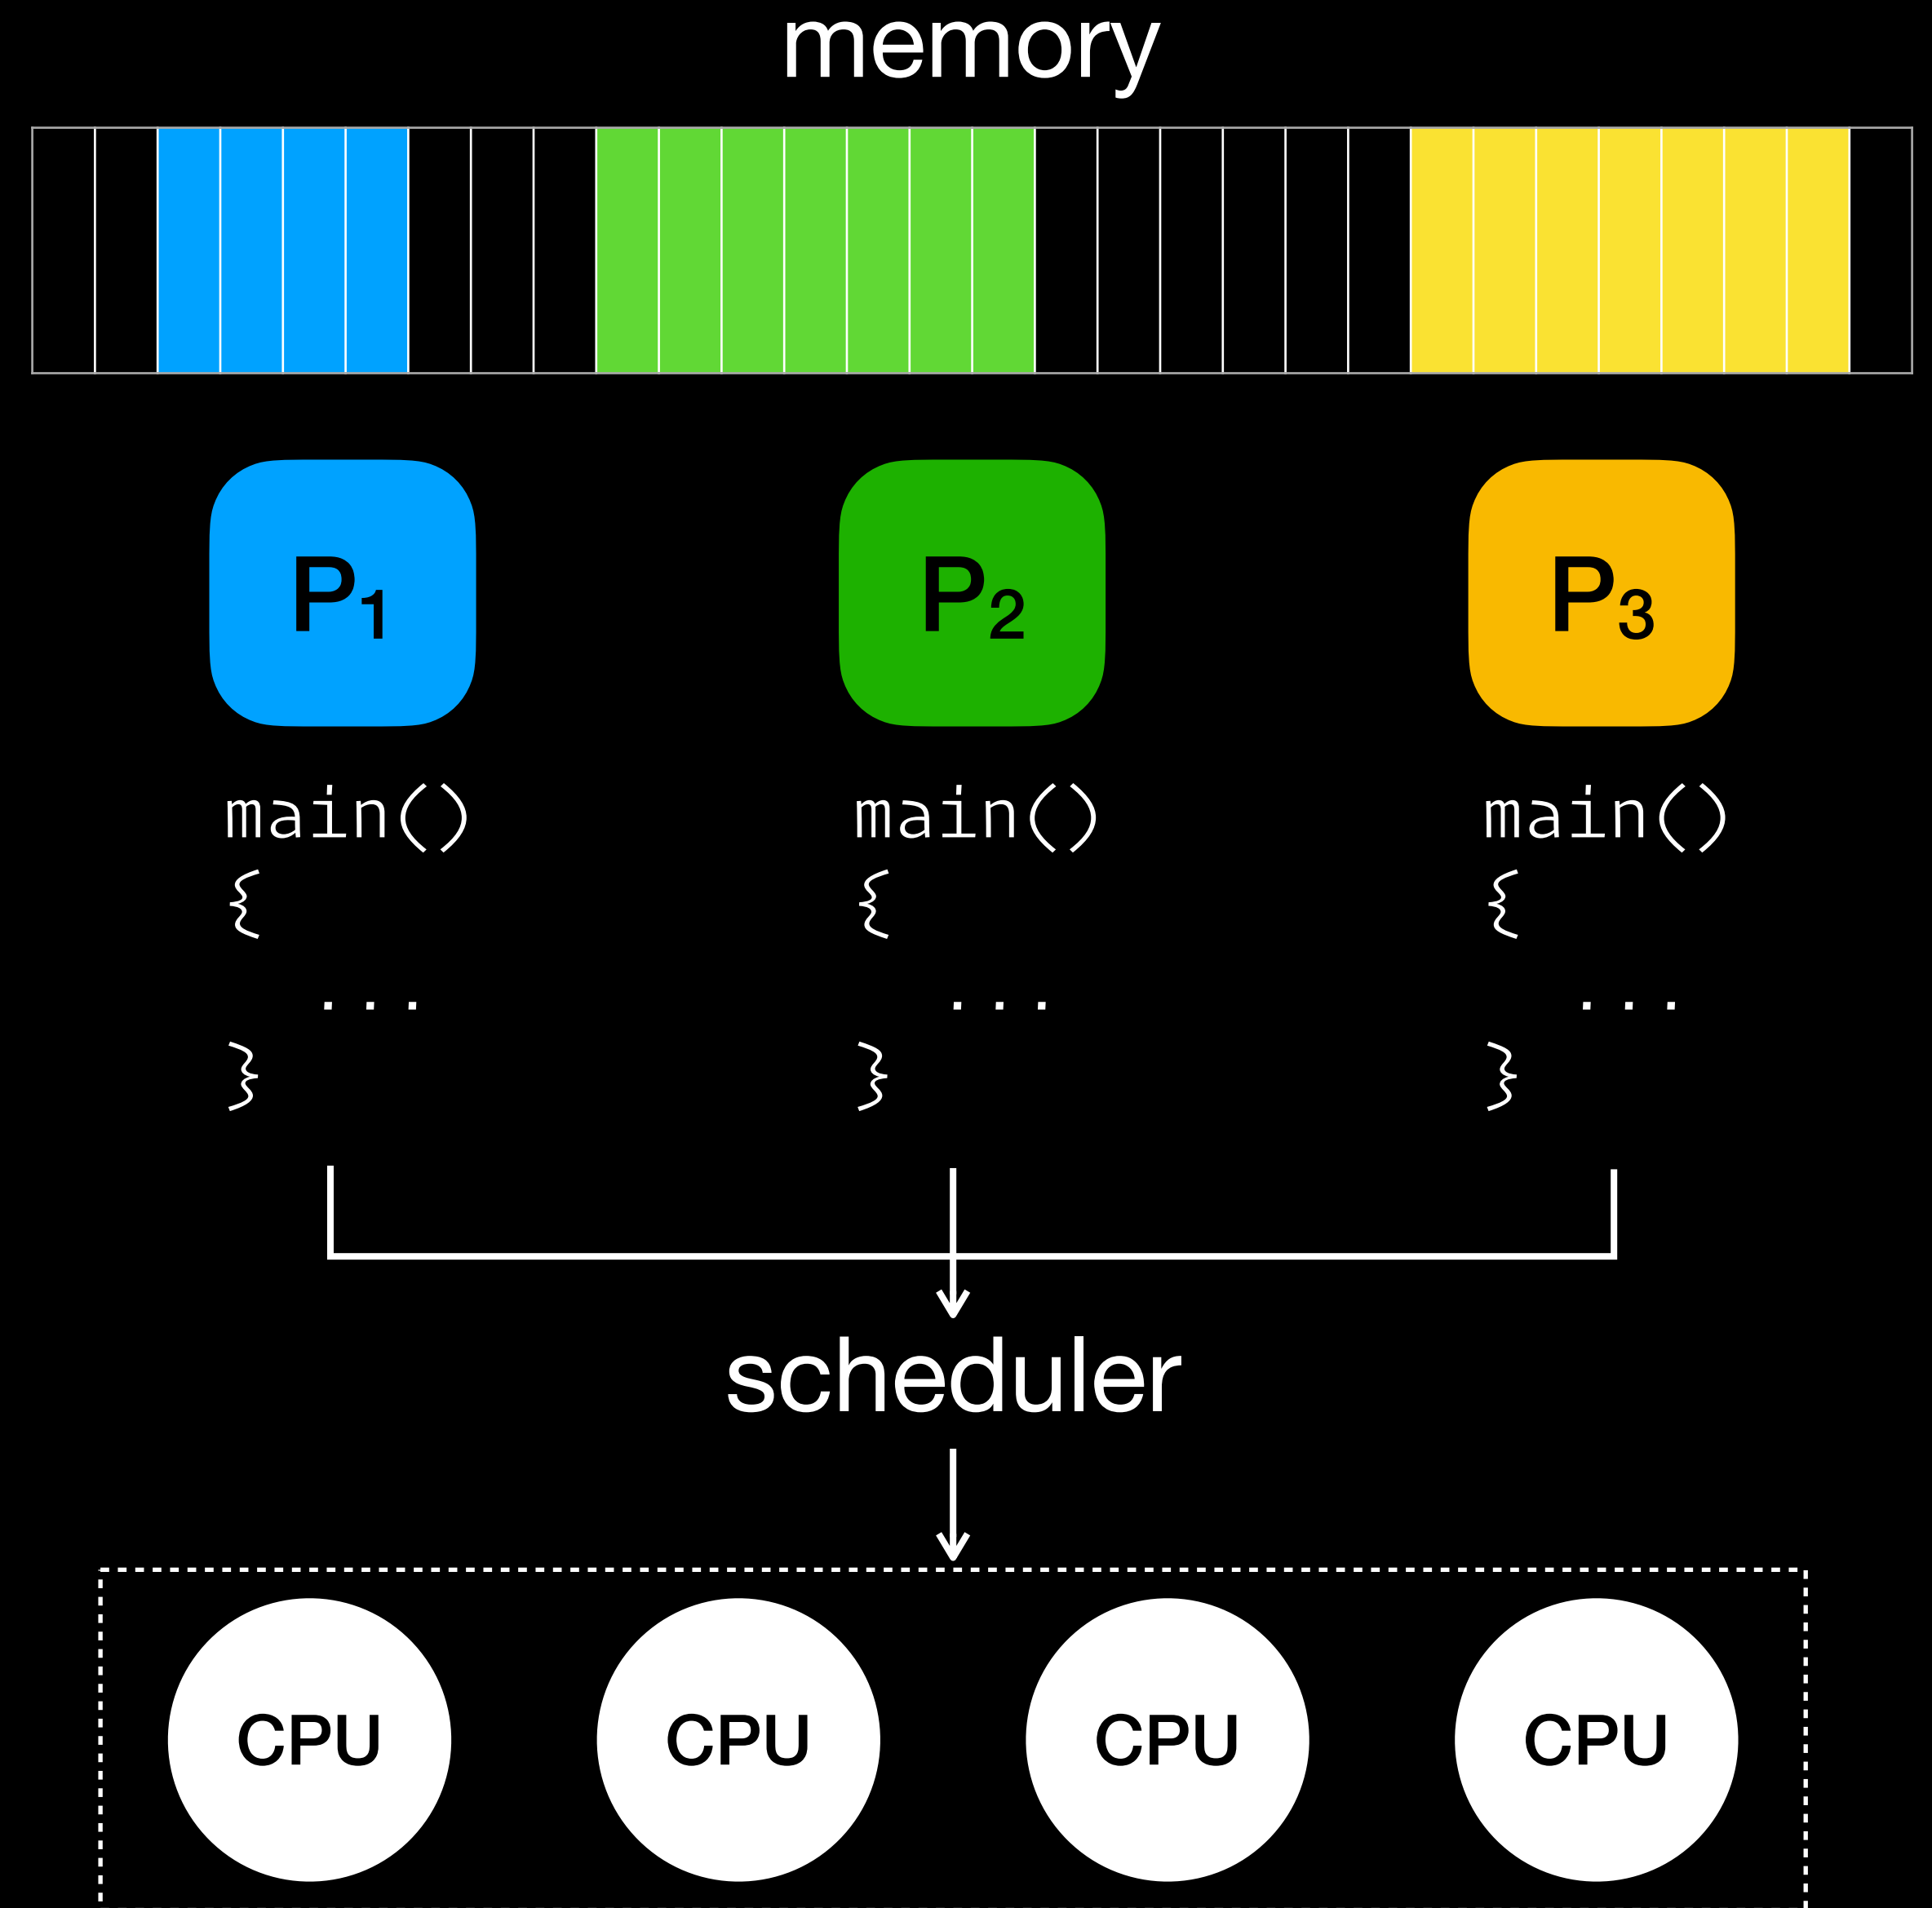 memory
P1 P2 P3
main() main() main()
{ { {
... ... ...
} } }
scheduler
CPU CPU CPU CPU